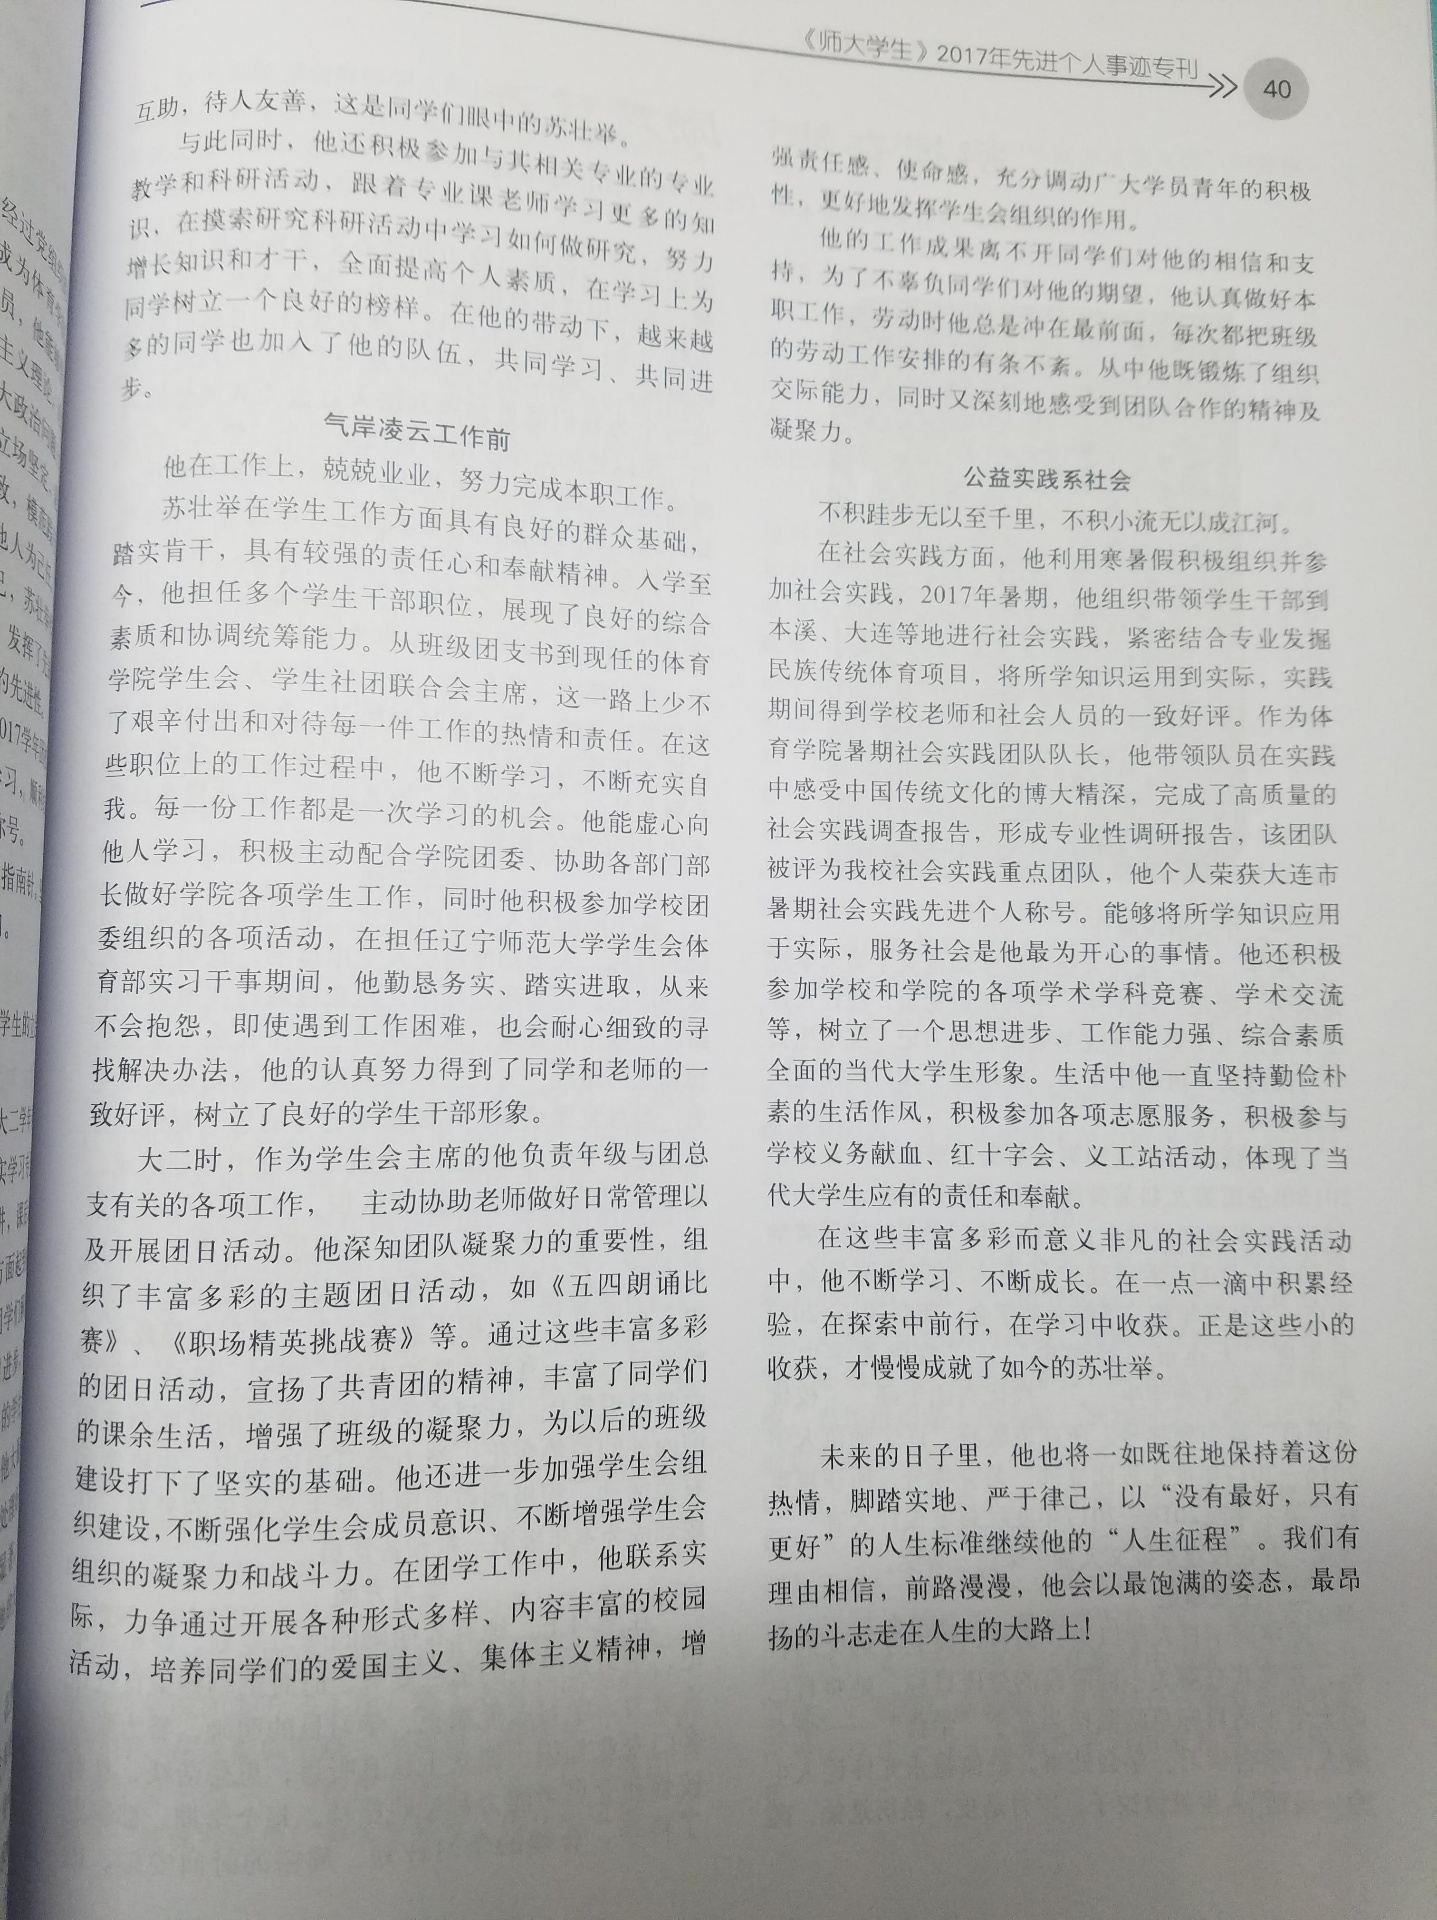 《师大学生》2017年先进个人事迹专刊
40
互助，待人友善，这是同学们眼中的苏壮举。
与此同时，他还积极参加与其相关专业的专业
教学和科研活动，跟着专业课老师学习更多的知
识，在摸索研究科研活动中学习如何做研究，努力
增长知识和才干，全面提高个人素质，在学习上为
同学树立一个良好的榜样。在他的带动下，越来越
多的同学也加入了他的队伍，共同学习、共同进
步。
气岸凌云工作前
他在工作上，兢兢业业，努力完成本职工作。
苏壮举在学生工作方面具有良好的群众基础，
踏实肯干，具有较强的责任心和奉献精神。入学至
今，他担任多个学生干部职位，展现了良好的综合
素质和协调统筹能力。从班级团支书到现任的体育
学院学生会、学生社团联合会主席，这一路上少不
了艰辛付出和对待每一件工作的热情和责任。在这
些职位上的工作过程中，他不断学习，不断充实自
我。每一份工作都是一次学习的机会。他能虚心向
他人学习，积极主动配合学院团委、协助各部门部
长做好学院各项学生工作，同时他积极参加学校团
委组织的各项活动，在担任辽宁师范大学学生会体
育部实习干事期间，他勤恳务实、踏实进取，从来
不会抱怨，即使遇到工作困难，也会耐心细致的寻
找解决办法，他的认真努力得到了同学和老师的一
致好评，树立了良好的学生干部形象。
大二时，作为学生会主席的他负责年级与团总
支有关的各项工作， 主动协助老师做好日常管理以
及开展团日活动。他深知团队凝聚力的重要性，组
织了丰富多彩的主题团日活动，如《五四朗诵比
赛》、《职场精英挑战赛》等。通过这些丰富多彩
的团日活动，宣扬了共青团的精神，丰富了同学们
的课余生活，增强了班级的凝聚力，为以后的班级
建设打下了坚实的基础。他还进一步加强学生会组
织建设,不断强化学生会成员意识、不断增强学生会
组织的凝聚力和战斗力。在团学工作中，他联系实
际，力争通过开展各种形式多样、内容丰富的校园
活动，培养同学们的爱国主义、集体主义精神，增
强责任感、使命感，充分调动广大学员青年的积极
性，更好地发挥学生会组织的作用。
他的工作成果离不开同学们对他的相信和支
持，为了不辜负同学们对他的期望，他认真做好本
职工作，劳动时他总是冲在最前面，每次都把班级
的劳动工作安排的有条不紊。从中他既锻炼了组织
交际能力，同时又深刻地感受到团队合作的精神及
凝聚力。
公益实践系社会
不积跬步无以至千里，不积小流无以成江河。
在社会实践方面，他利用寒暑假积极组织并参
加社会实践，2017年暑期，他组织带领学生干部到
本溪、大连等地进行社会实践，紧密结合专业发掘
民族传统体育项目，将所学知识运用到实际，实践
期间得到学校老师和社会人员的一致好评。作为体
育学院暑期社会实践团队队长，他带领队员在实践
中感受中国传统文化的博大精深，完成了高质量的
社会实践调查报告，形成专业性调研报告，该团队
被评为我校社会实践重点团队，他个人荣获大连市
暑期社会实践先进个人称号。能够将所学知识应用
于实际，服务社会是他最为开心的事情。他还积极
参加学校和学院的各项学术学科竞赛、学术交流
等，树立了一个思想进步、工作能力强、综合素质
全面的当代大学生形象。生活中他一直坚持勤俭朴
素的生活作风，积极参加各项志愿服务，积极参与
学校义务献血、红十字会、义工站活动，体现了当
代大学生应有的责任和奉献。
在这些丰富多彩而意义非凡的社会实践活动
中，他不断学习、不断成长。在一点一滴中积累经
验，在探索中前行，在学习中收获。正是这些小的
收获，才慢慢成就了如今的苏壮举。
未来的日子里，他也将一如既往地保持着这份
热情，脚踏实地、严于律己，以“没有最好，只有
更好”的人生标准继续他的“人生征程”。我们有
理由相信，前路漫漫，他会以最饱满的姿态，最昂
扬的斗志走在人生的大路上！